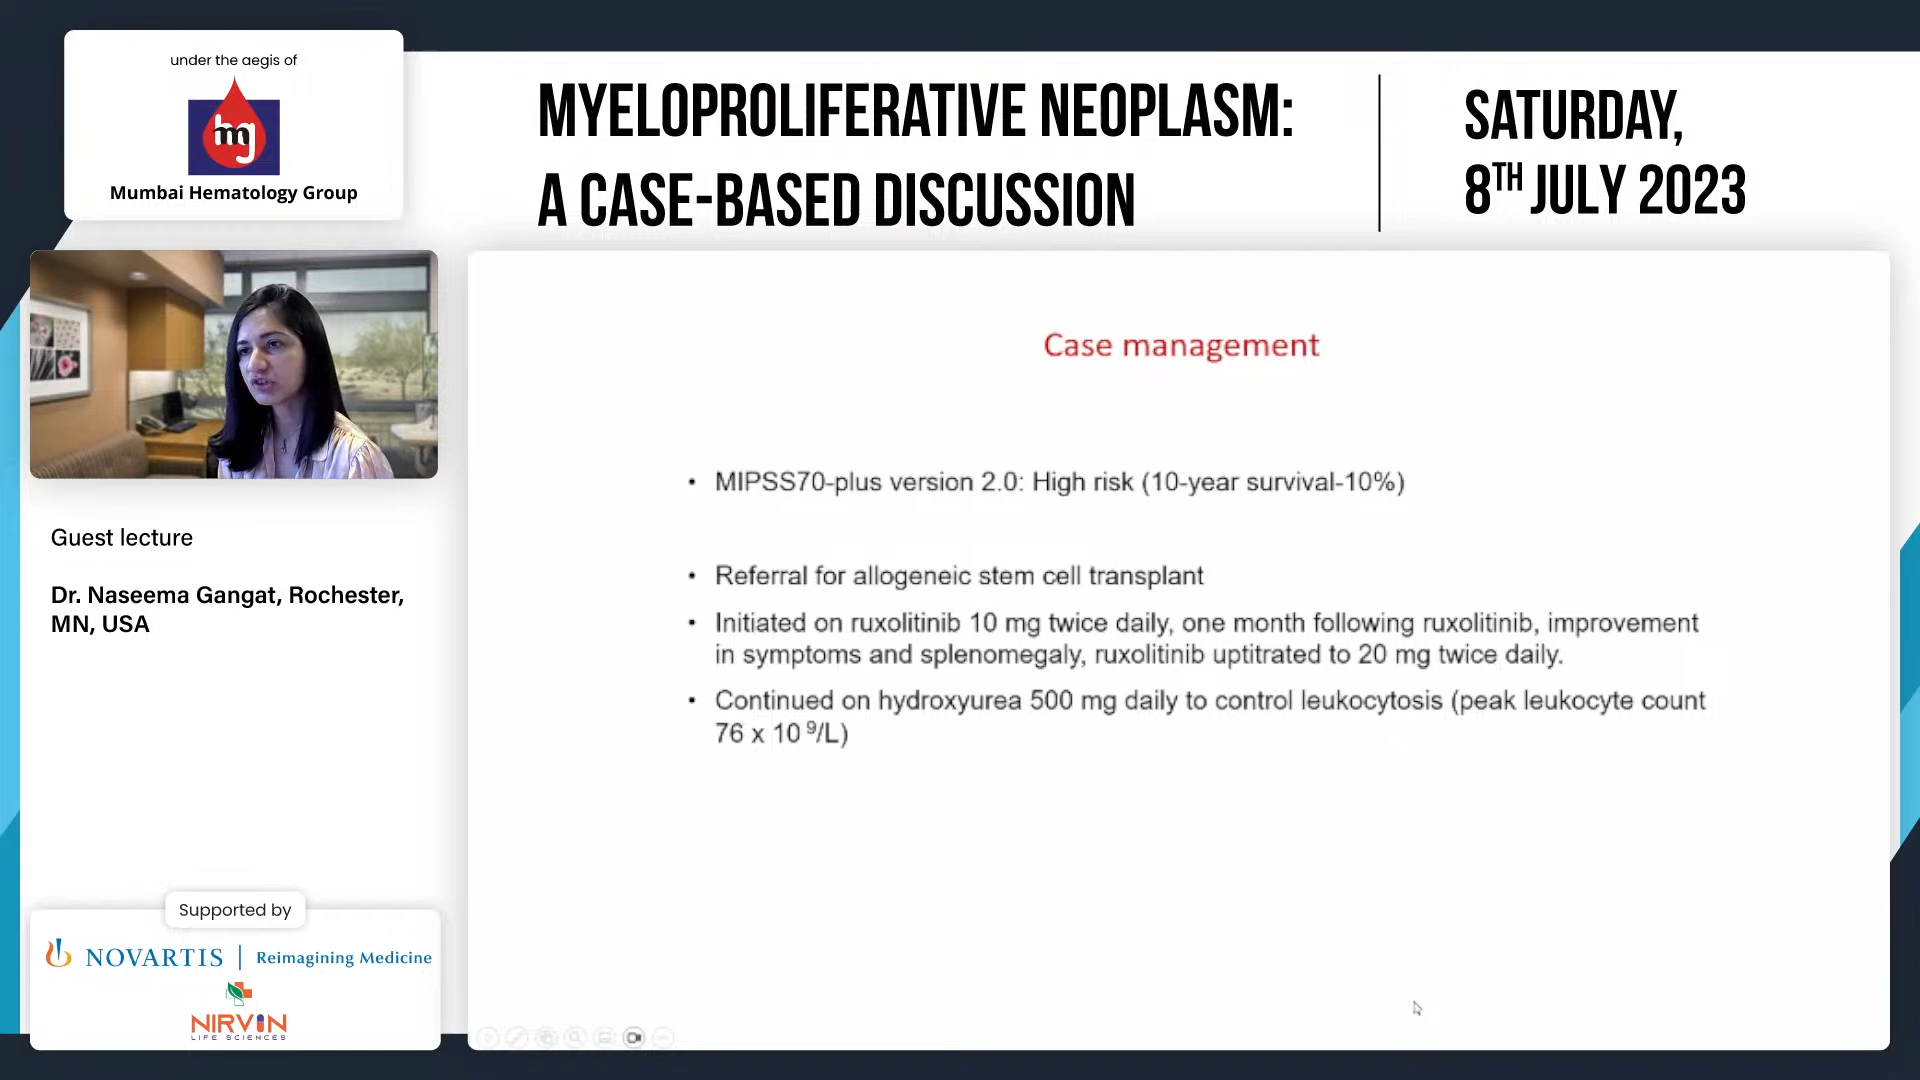 under the aegis of
mg
Mumbai Hematology Group
MYELOPROLIFERATIVE NEOPLASM:
A CASE-BASED DISCUSSION
SATURDAY,
8TH JULY 2023
Guest lecture
Dr. Naseema Gangat, Rochester,
MN, USA
Case management
• MIPSS70-plus version 2.0: High risk (10-year survival-10%)
• Referral for allogeneic stem cell transplant
• Initiated on ruxolitinib 10 mg twice daily, one month following ruxolitinib, improvement
in symptoms and splenomegaly, ruxolitinib uptitrated to 20 mg twice daily.
• Continued on hydroxyurea 500 mg daily to control leukocytosis (peak leukocyte count
76 x 10 ⁹/L)
Supported by
NOVARTIS | Reimagining Medicine
NIRVIN
LIFE SCIENCES